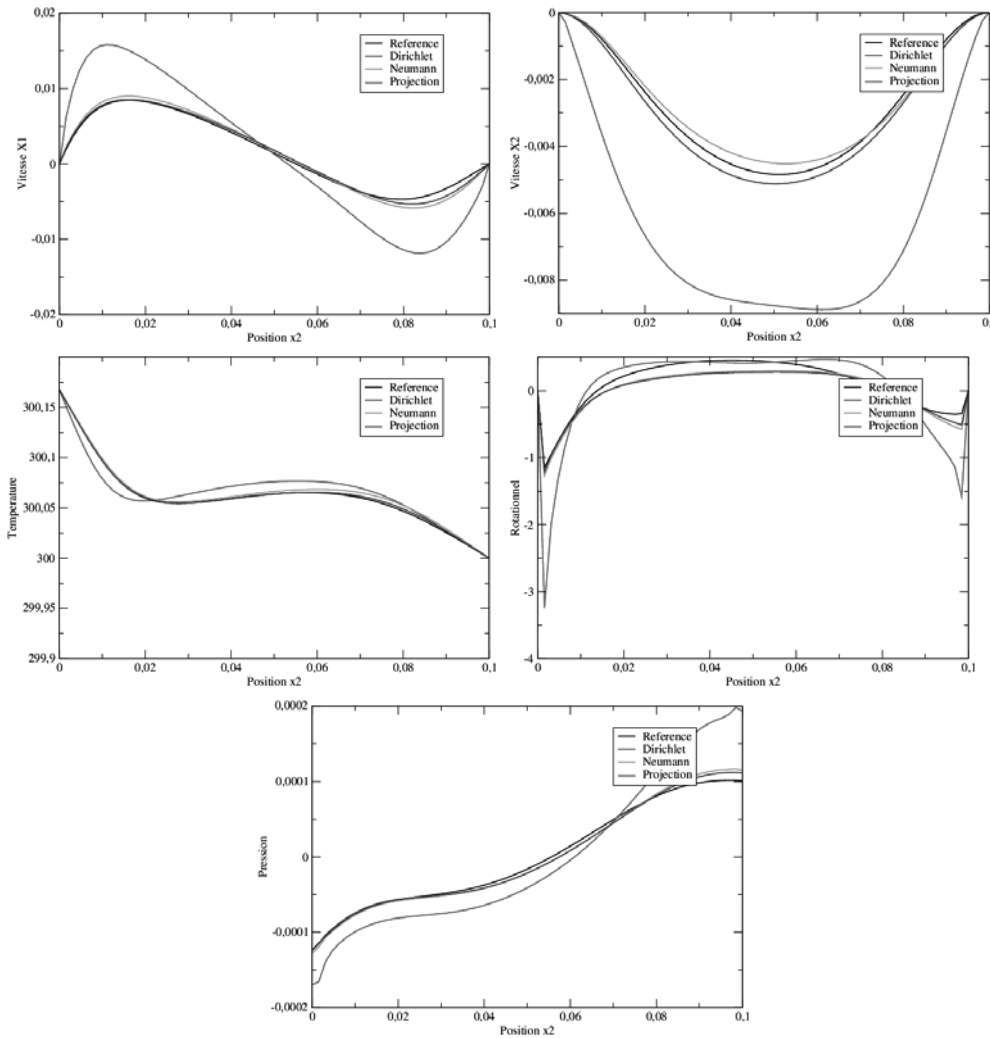 0,02
0,01
0
-0,01
-0,02
Vitesse X1
0
0,02
0,04
0,06
0,08
0,1
Position x2
Reference
Dirichlet
Neumann
Projection
0
-0,002
-0,004
-0,006
-0,008
Vitesse X2
0
0,02
0,04
0,06
0,08
0,1
Position x2
Reference
Dirichlet
Neumann
Projection
300,15
300,1
300,05
300
299,95
299,9
Temperature
0
0,02
0,04
0,06
0,08
0,1
Position x2
Reference
Dirichlet
Neumann
Projection
0
-1
-2
-3
-4
Rotationnel
0
0,02
0,04
0,06
0,08
0,1
Position x2
Reference
Dirichlet
Neumann
Projection
0,0002
0,0001
0
-0,0001
-0,0002
Pression
0
0,02
0,04
0,06
0,08
0,1
Position x2
Reference
Dirichlet
Neumann
Projection